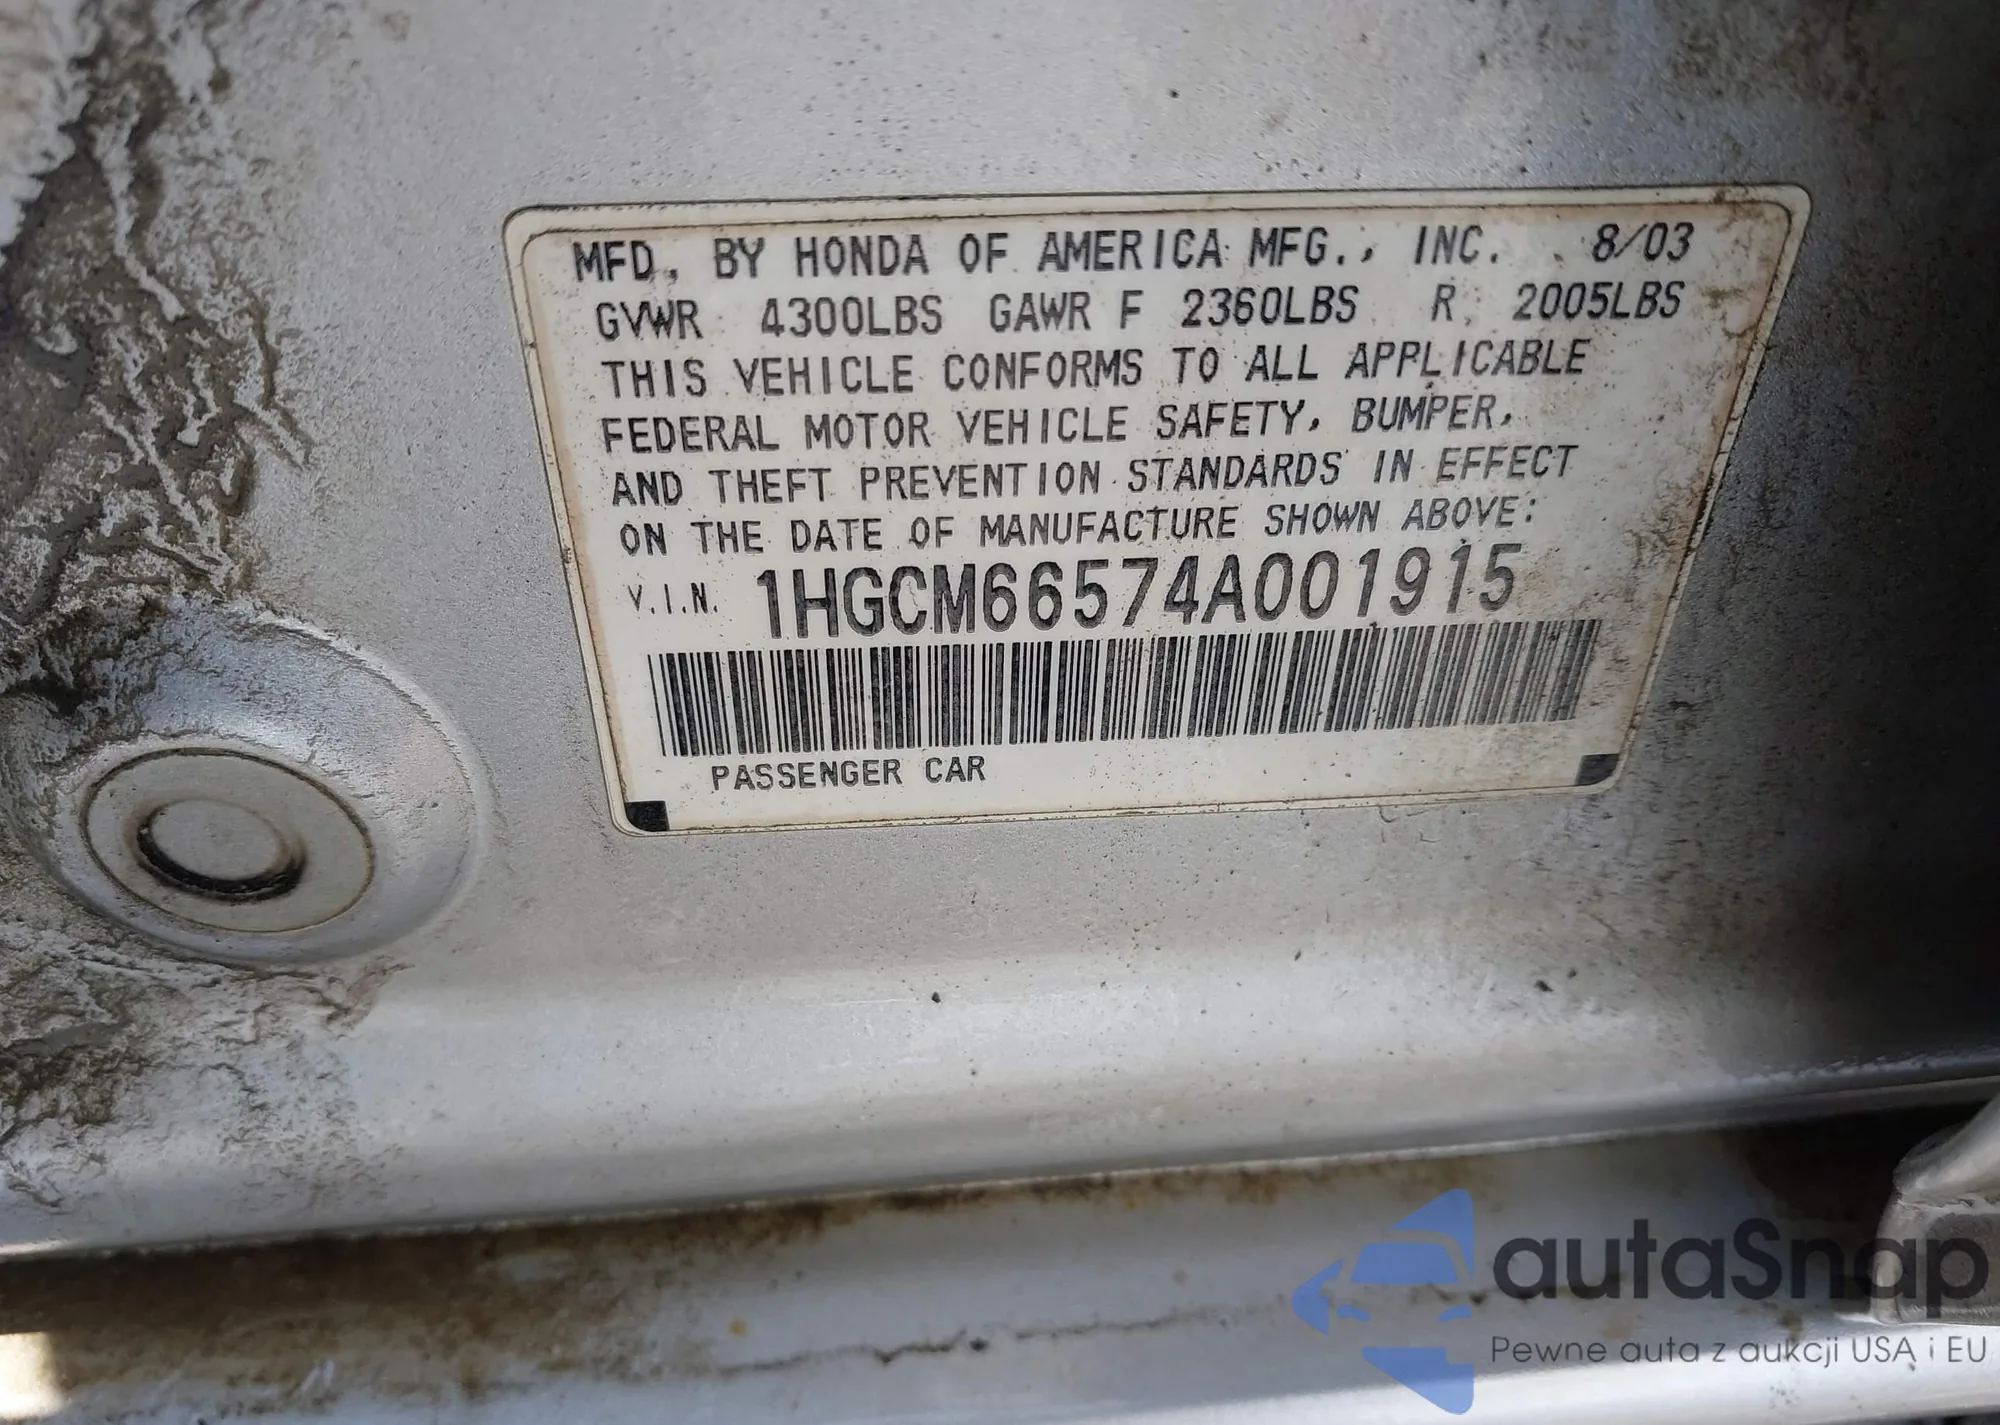 MFD. BY HONDA OF AMERICA MFG., INC. 8/03
GVWR 4300LBS GAWR F 2360LBS R 2005LBS
THIS VEHICLE CONFORMS TO ALL APPLICABLE
FEDERAL MOTOR VEHICLE SAFETY, BUMPER,
AND THEFT PREVENTION STANDARDS IN EFFECT
ON THE DATE OF MANUFACTURE SHOWN ABOVE:
V.I.N. 1HGCM66574A001915
PASSENGER CAR
autaSnap
Pewne auta z aukcji USA i EU